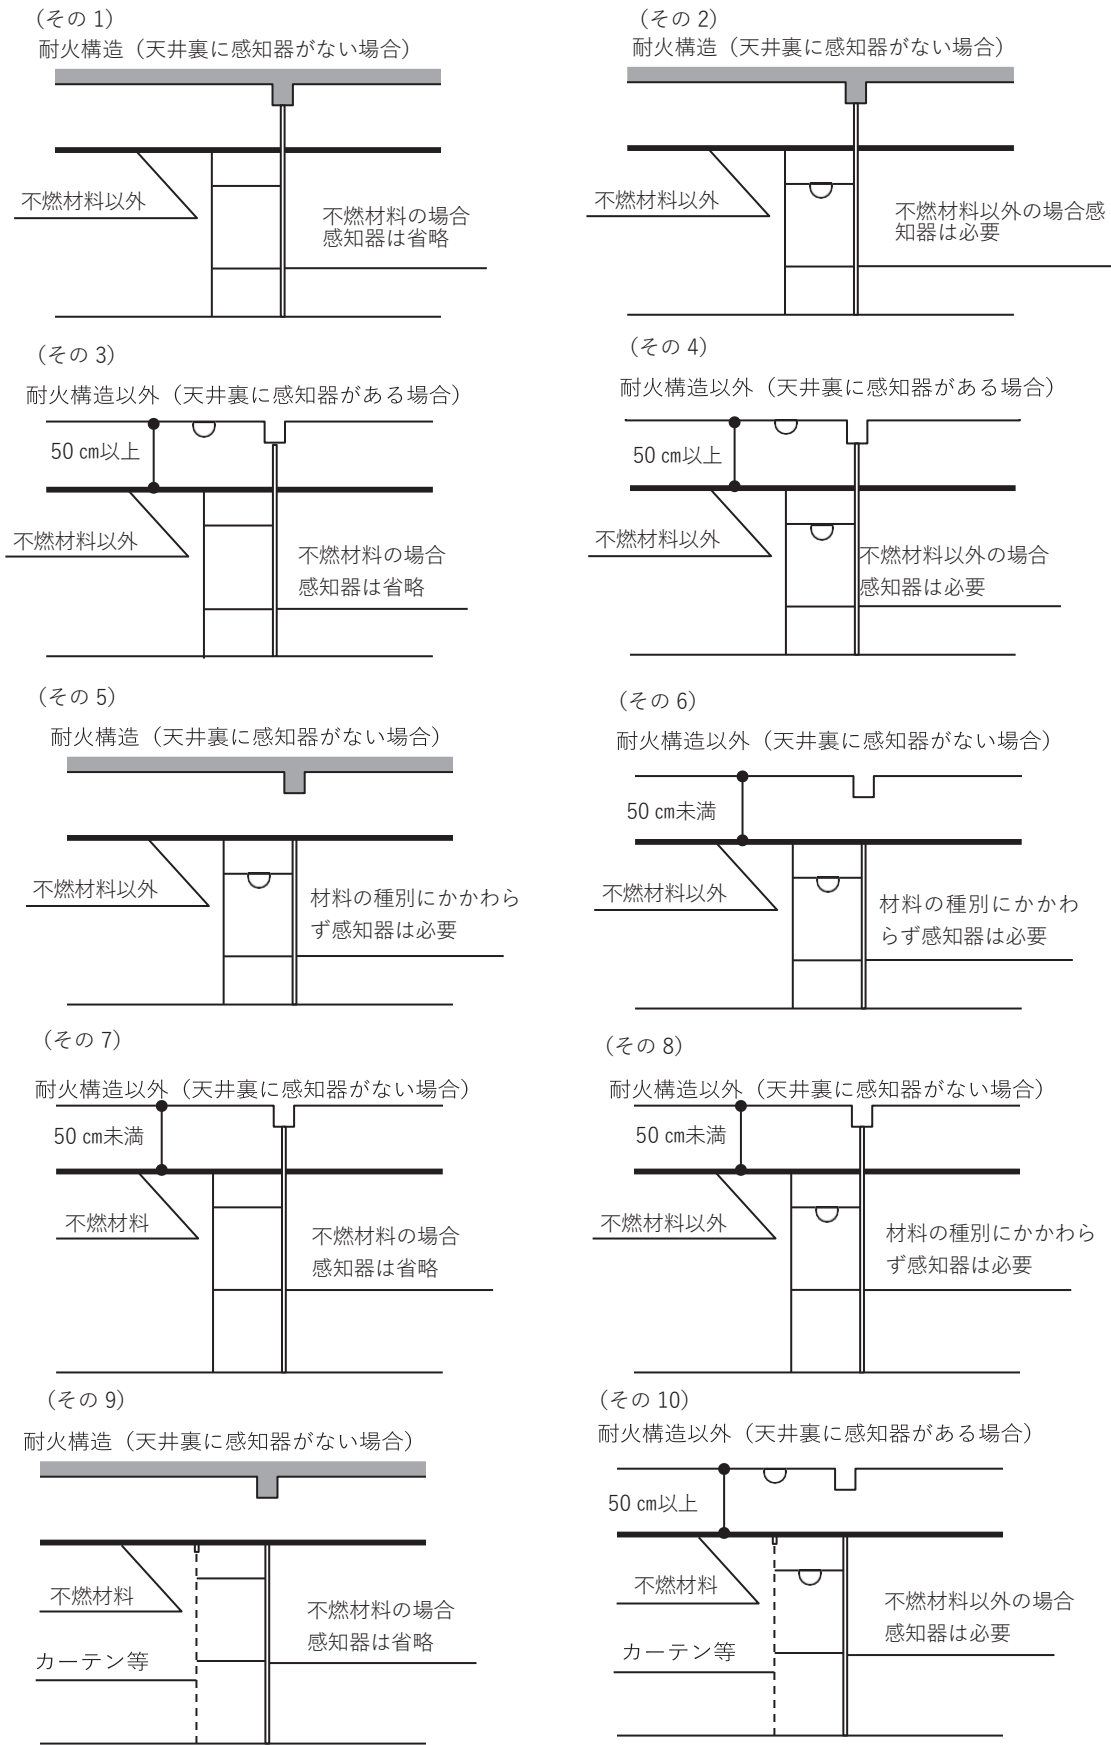 （その 1）
耐火構造（天井裏に感知器がない場合）
不燃材料以外
不燃材料の場合
感知器は省略
（その 2）
耐火構造（天井裏に感知器がない場合）
不燃材料以外
不燃材料以外の場合感
知器は必要
（その 3）
耐火構造以外（天井裏に感知器がある場合）
50 cm以上
不燃材料以外
不燃材料の場合
感知器は省略
（その 4）
耐火構造以外（天井裏に感知器がある場合）
50 cm以上
不燃材料以外
不燃材料以外の場合
感知器は必要
（その 5）
耐火構造（天井裏に感知器がない場合）
不燃材料以外
材料の種別にかかわら
ず感知器は必要
（その 6）
耐火構造以外（天井裏に感知器がない場合）
50 cm未満
不燃材料以外
材料の種別にかかわ
らず感知器は必要
（その 7）
耐火構造以外（天井裏に感知器がない場合）
50 cm未満
不燃材料
不燃材料の場合
感知器は省略
（その 8）
耐火構造以外（天井裏に感知器がない場合）
50 cm未満
不燃材料以外
材料の種別にかかわら
ず感知器は必要
（その 9）
耐火構造（天井裏に感知器がない場合）
不燃材料
カーテン等
不燃材料の場合
感知器は省略
（その 10）
耐火構造以外（天井裏に感知器がある場合）
50 cm以上
不燃材料
カーテン等
不燃材料以外の場合
感知器は必要